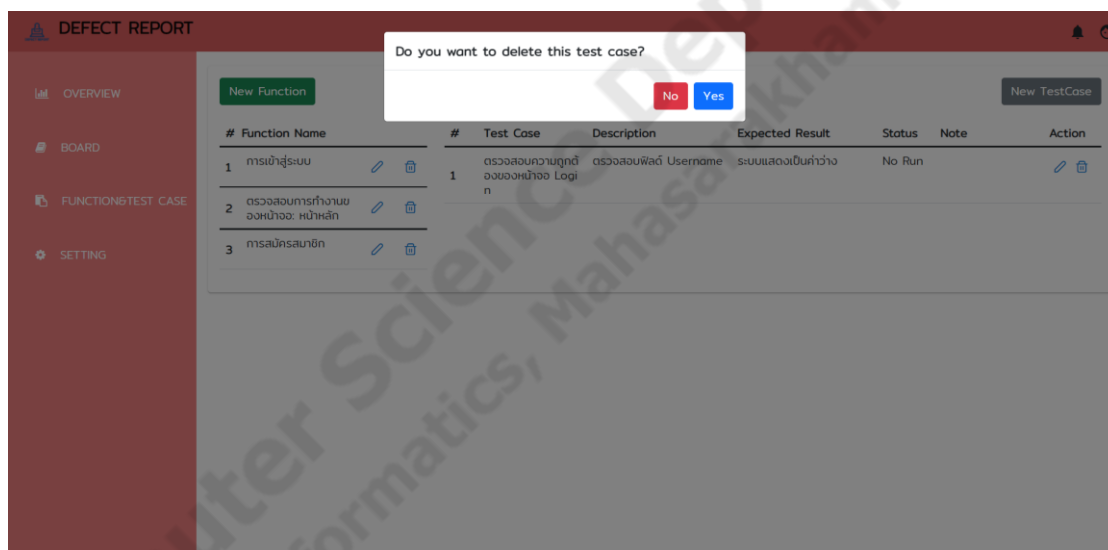 DEFECT REPORT
Do you want to delete this test case?
No Yes
OVERVIEW
BOARD
FUNCTION&TEST CASE
SETTING
New Function
New TestCase
# Function Name
1 การเข้าสู่ระบบ
2 ตรวจสอบการทำงานข
องหน้าจอ: หน้าหลัก
3 การสมัครสมาชิก
# Test Case Description Expected Result Status Note Action
1 ตรวจสอบความถูกต้ ตรวจสอบฟิลด์ Username ระบบแสดงเป็นค่าว่าง No Run
องของหน้าจอ Logi
n
uter Science Dep
ormatics, Mahasarakham